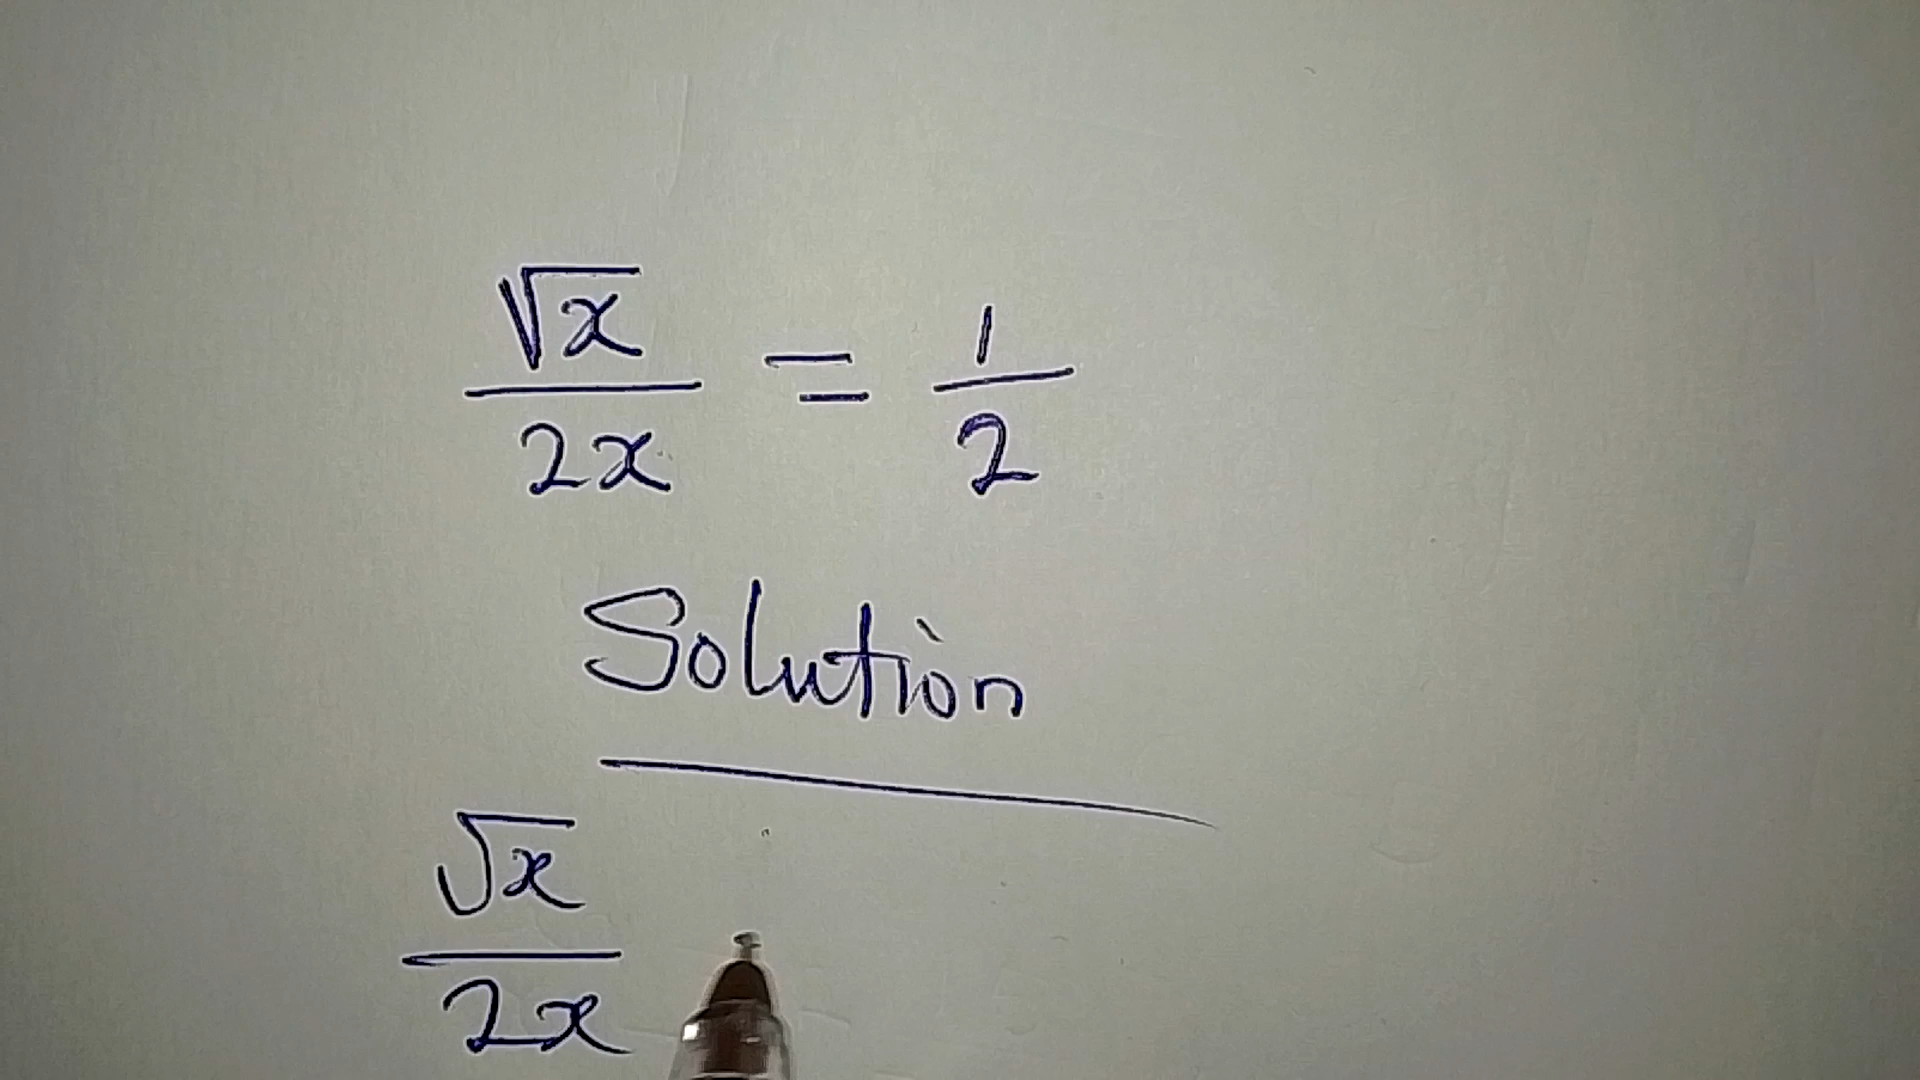 √x/2x = 1/2
Solution
√x/2x